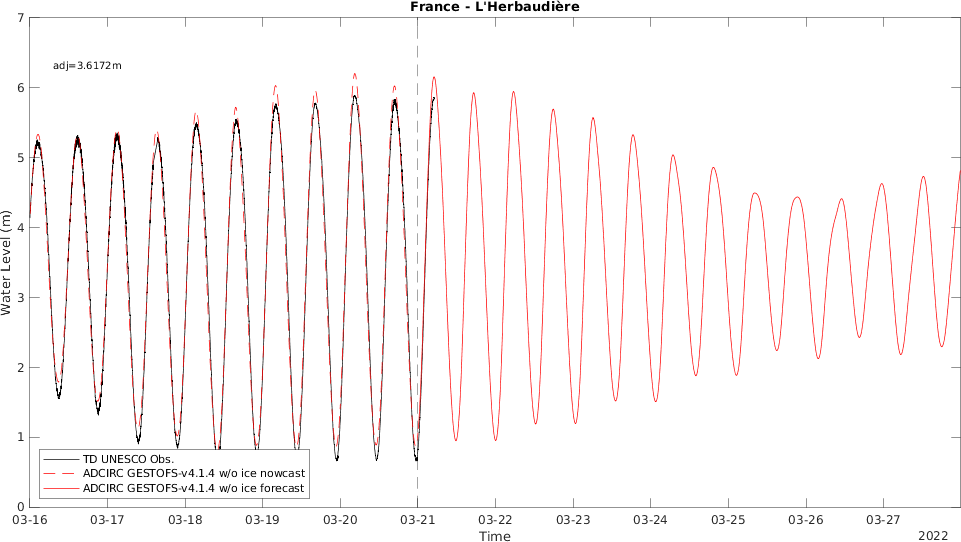 France - L'Herbaudière
7
adj=3.6172m
6
5
4
3
2
1
0
Water Level (m)
TD UNESCO Obs.
ADCIRC GESTOFS-v4.1.4 w/o ice nowcast
ADCIRC GESTOFS-v4.1.4 w/o ice forecast
03-16 03-17 03-18 03-19 03-20 03-21 03-22 03-23 03-24 03-25 03-26 03-27
Time
2022